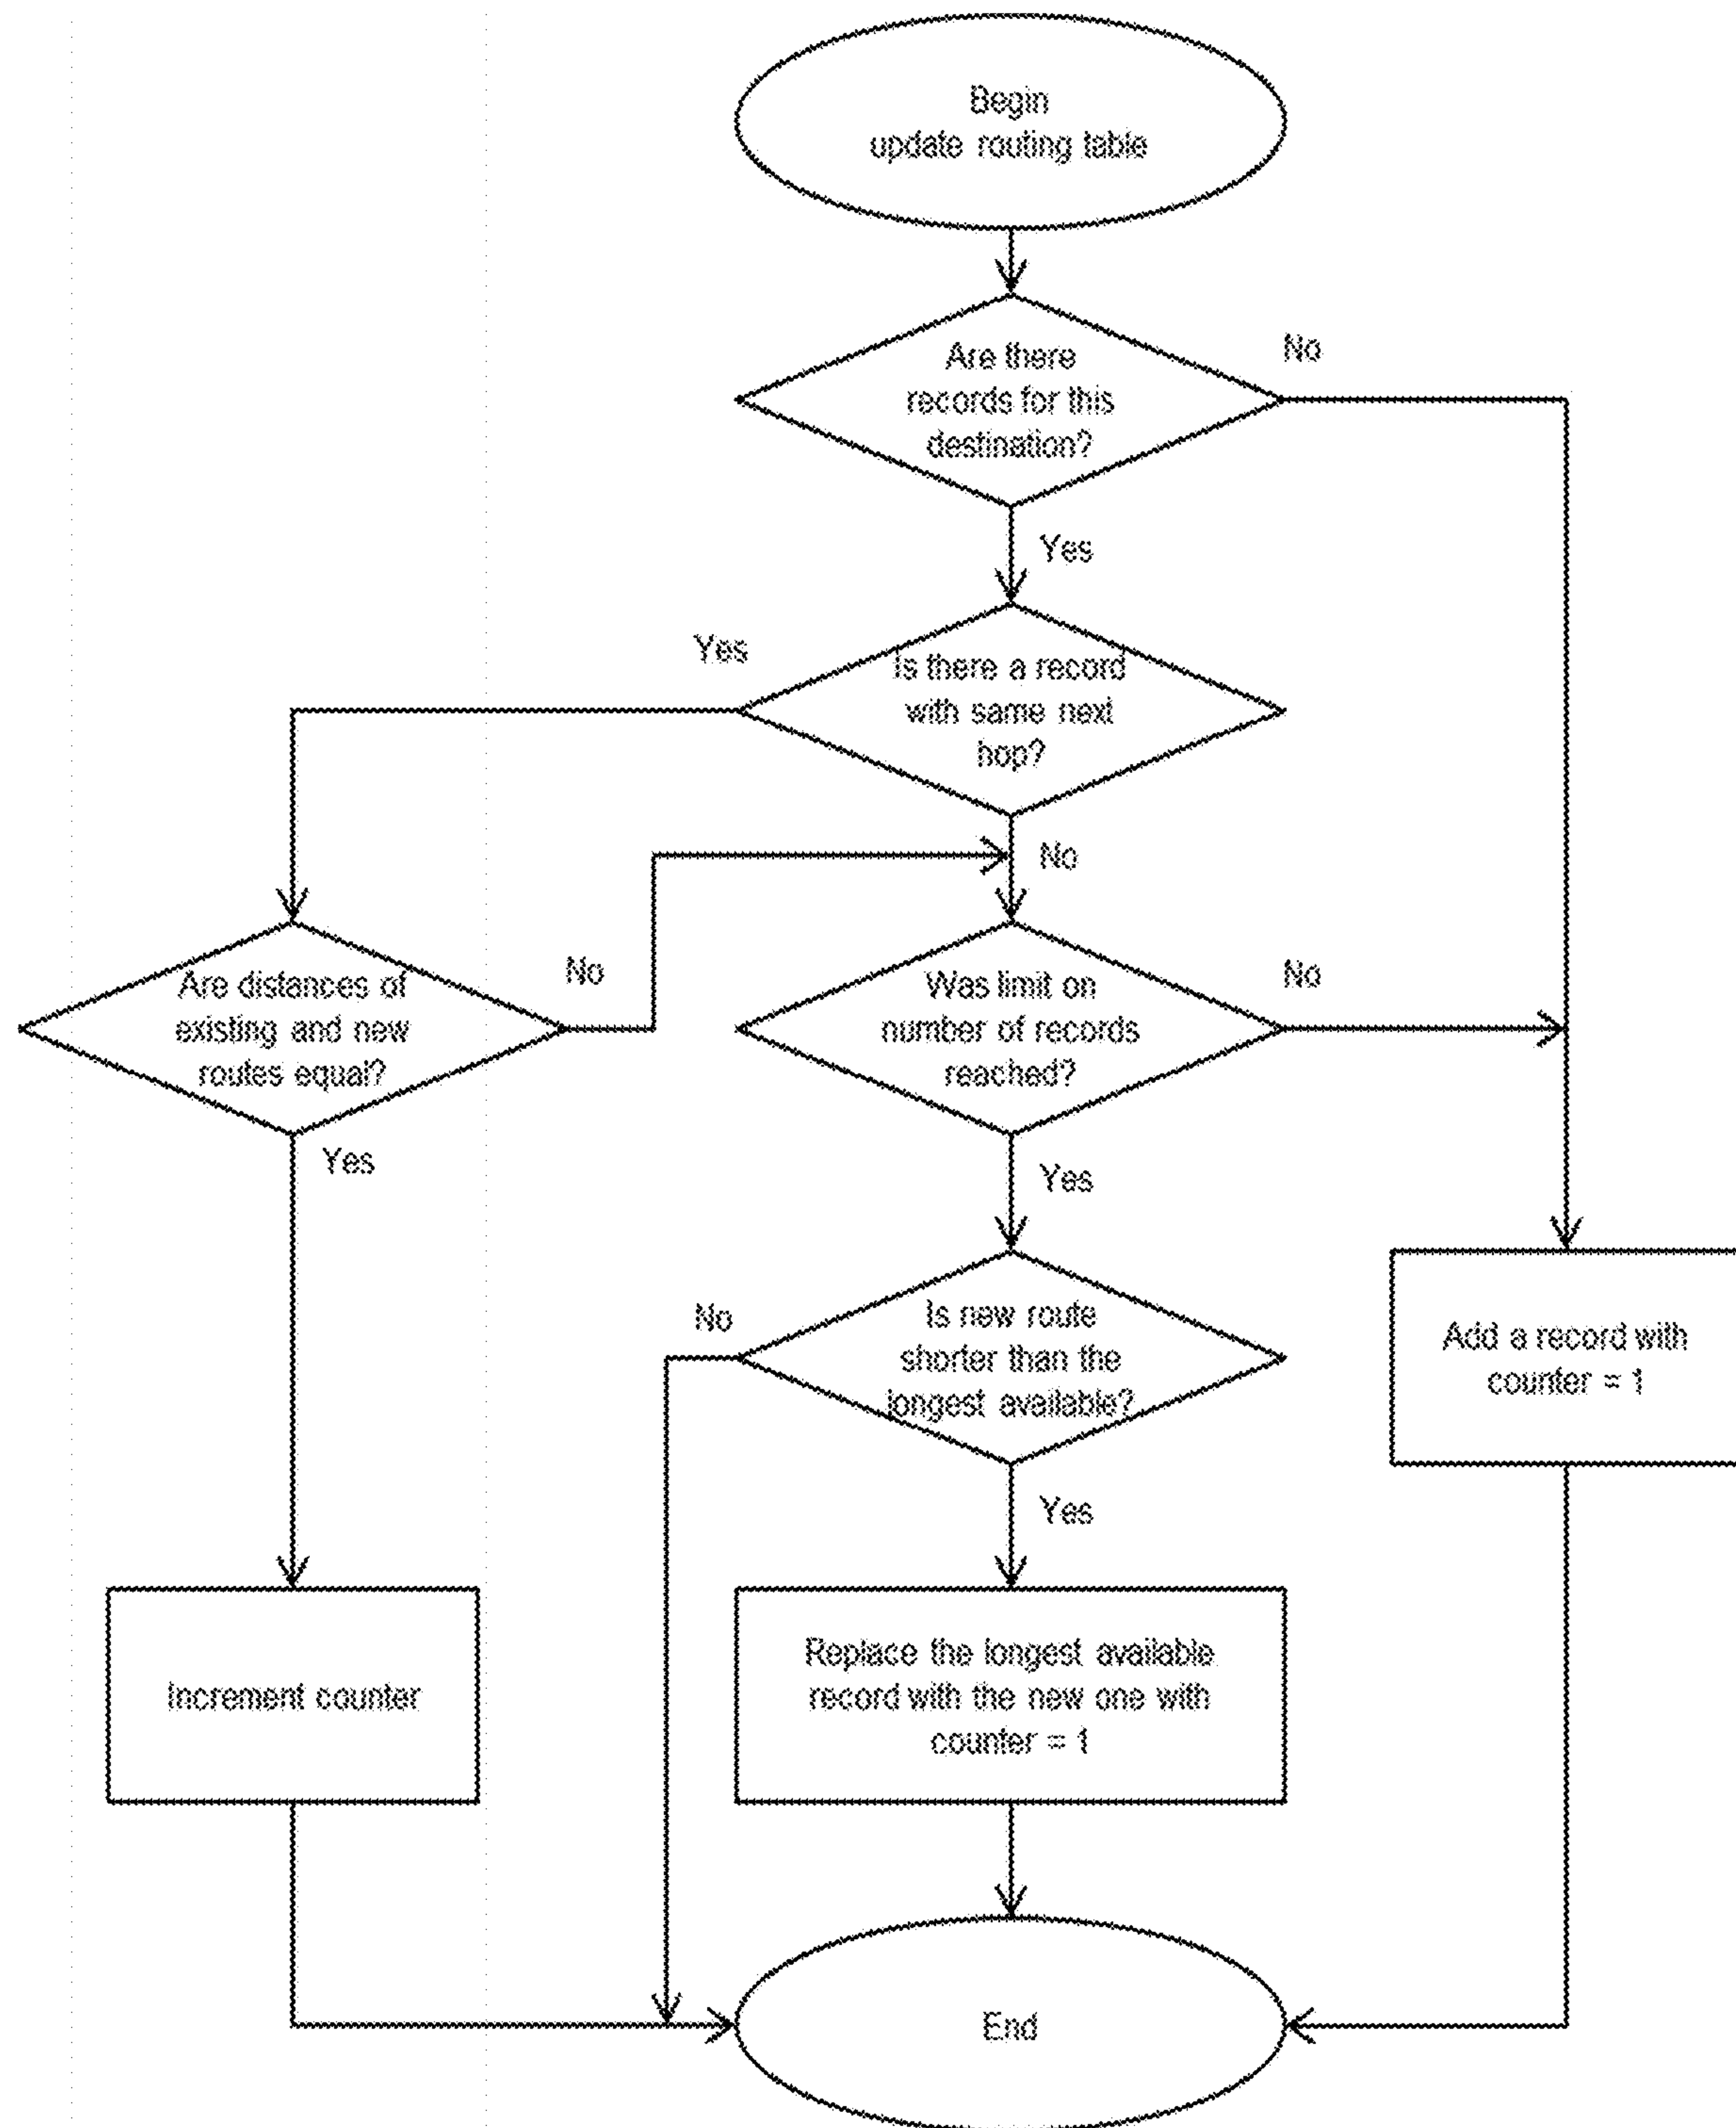 Begin
update routing table
Are there
records for this
destination?
No
Yes
Is there a record
with same next
hop?
Yes
No
Are distances of
existing and new
routes equal?
No
Yes
Was limit on
number of records
reached?
No
Yes
Is new route
shorter than the
longest available?
No
Yes
Add a record with
counter = 1
Increment counter
Replace the longest available
record with the new one with
counter = 1
End